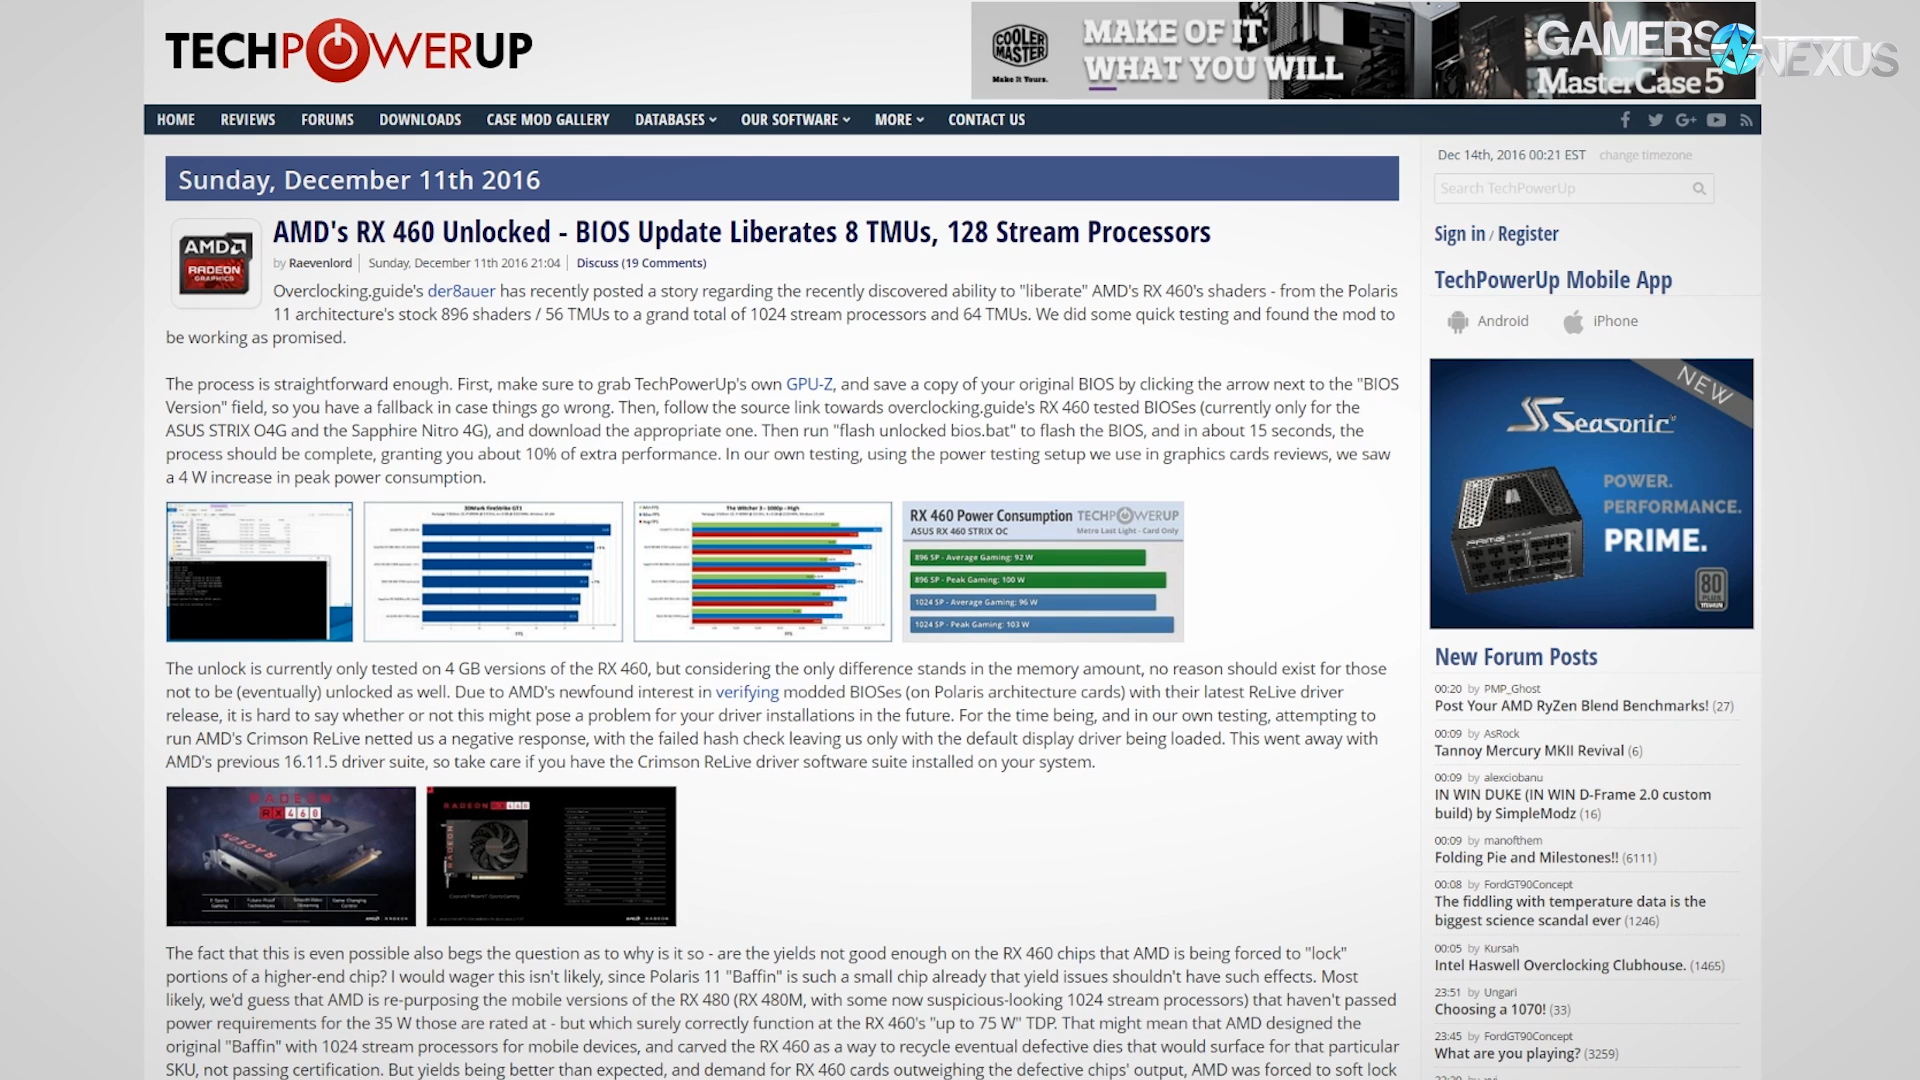 TECHPOWERUP
COOLER MASTER
Make It Yours.
MAKE OF IT
WHAT YOU WILL
MasterCase 5
GAMERS NEXUS
HOME REVIEWS FORUMS DOWNLOADS CASE MOD GALLERY DATABASES OUR SOFTWARE MORE CONTACT US
Sunday, December 11th 2016
AMD RADEON GRAPHICS
AMD's RX 460 Unlocked - BIOS Update Liberates 8 TMUs, 128 Stream Processors
by Raevenlord Sunday, December 11th 2016 21:04 Discuss (19 Comments)
Overclocking.guide's der8auer has recently posted a story regarding the recently discovered ability to "liberate" AMD's RX 460's shaders - from the Polaris
11 architecture's stock 896 shaders / 56 TMUs to a grand total of 1024 stream processors and 64 TMUs. We did some quick testing and found the mod to
be working as promised.
The process is straightforward enough. First, make sure to grab TechPowerUp's own GPU-Z, and save a copy of your original BIOS by clicking the arrow next to the "BIOS
Version" field, so you have a fallback in case things go wrong. Then, follow the source link towards overclocking.guide's RX 460 tested BIOSes (currently only for the
ASUS STRIX O4G and the Sapphire Nitro 4G), and download the appropriate one. Then run "flash unlocked bios.bat" to flash the BIOS, and in about 15 seconds, the
process should be complete, granting you about 10% of extra performance. In our own testing, using the power testing setup we use in graphics cards reviews, we saw
a 4 W increase in peak power consumption.
3DMark FireStrike GT1
FPS
The Witcher 3 - 1080p - High
FPS
RX 460 Power Consumption TECHPOWERUP
ASUS RX 460 STRIX OC Metro Last Light - Card Only
896 SP - Average Gaming: 92 W
896 SP - Peak Gaming: 100 W
1024 SP - Average Gaming: 96 W
1024 SP - Peak Gaming: 103 W
The unlock is currently only tested on 4 GB versions of the RX 460, but considering the only difference stands in the memory amount, no reason should exist for those
not to be (eventually) unlocked as well. Due to AMD's newfound interest in verifying modded BIOSes (on Polaris architecture cards) with their latest ReLive driver
release, it is hard to say whether or not this might pose a problem for your driver installations in the future. For the time being, and in our own testing, attempting to
run AMD's Crimson ReLive netted us a negative response, with the failed hash check leaving us only with the default display driver being loaded. This went away with
AMD's previous 16.11.5 driver suite, so take care if you have the Crimson ReLive driver software suite installed on your system.
RADEON
RX 460
RADEON
RADEON RX 460
RADEON
The fact that this is even possible also begs the question as to why is it so - are the yields not good enough on the RX 460 chips that AMD is being forced to "lock"
portions of a higher-end chip? I would wager this isn't likely, since Polaris 11 "Baffin" is such a small chip already that yield issues shouldn't have such effects. Most
likely, we'd guess that AMD is re-purposing the mobile versions of the RX 480 (RX 480M, with some now suspicious-looking 1024 stream processors) that haven't passed
power requirements for the 35 W those are rated at - but which surely correctly function at the RX 460's "up to 75 W" TDP. That might mean that AMD designed the
original "Baffin" with 1024 stream processors for mobile devices, and carved the RX 460 as a way to recycle eventual defective dies that would surface for that particular
SKU, not passing certification. But yields being better than expected, and demand for RX 460 cards outweighing the defective chips' output, AMD was forced to soft lock
Dec 14th, 2016 00:21 EST change timezone
Search TechPowerUp
Sign in / Register
TechPowerUp Mobile App
Android iPhone
NEW
Seasonic
POWER.
PERFORMANCE.
PRIME.
80 PLUS TITANIUM
New Forum Posts
00:20 by PMP_Ghost
Post Your AMD RyZen Blend Benchmarks! (27)
00:09 by AsRock
Tannoy Mercury MKII Revival (6)
00:09 by alexciobanu
IN WIN DUKE (IN WIN D-Frame 2.0 custom
build) by SimpleModz (16)
00:09 by manofthem
Folding Pie and Milestones!! (6111)
00:08 by FordGT90Concept
The fiddling with temperature data is the
biggest science scandal ever (1246)
00:05 by Kursah
Intel Haswell Overclocking Clubhouse. (1465)
23:51 by Ungari
Choosing a 1070! (33)
23:45 by FordGT90Concept
What are you playing? (3259)